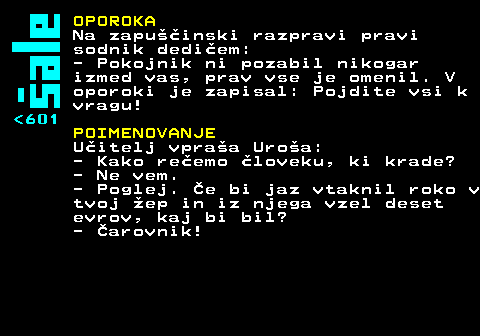 šale
<601
OPOROKA
Na zapuščinski razpravi pravi
sodnik dedičem:
- Pokojnik ni pozabil nikogar
izmed vas, prav vse je omenil. V
oporoki je zapisal: Pojdite vsi k
vragu!
POIMENOVANJE
Učitelj vpraša Uroša:
- Kako rečemo človeku, ki krade?
- Ne vem.
- Poglej. Če bi jaz vtaknil roko v
tvoj žep in iz njega vzel deset
evrov, kaj bi bil?
- Čarovnik!